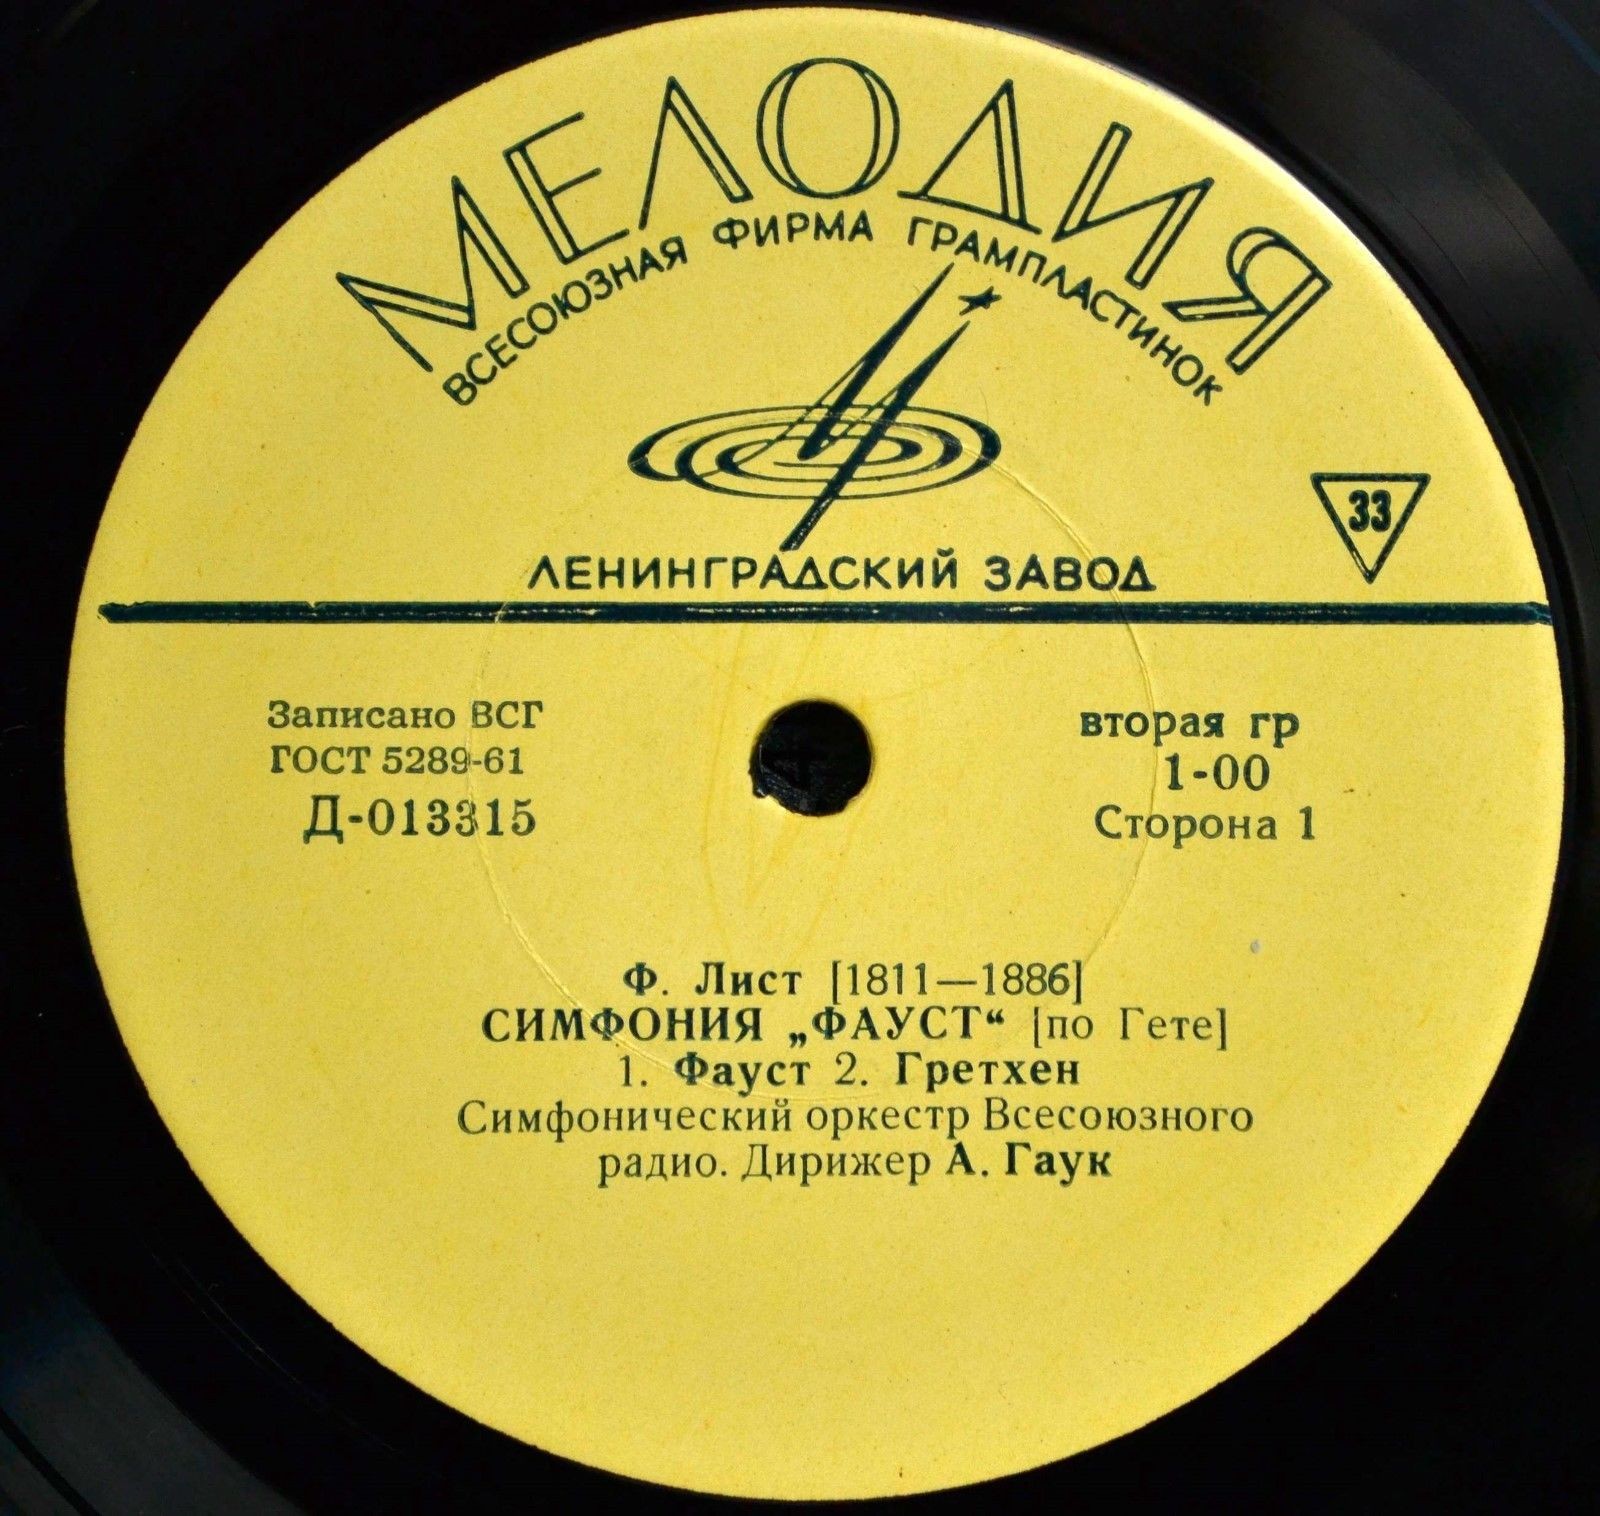 МЕЛОДИЯ
ВСЕСОЮЗНАЯ ФИРМА ГРАМПЛАСТИНОК
33
ЛЕНИНГРАДСКИЙ ЗАВОД
Записано ВСГ
ГОСТ 5289-61
Д-013315
вторая гр
1-00
Сторона 1
Ф. Лист [1811—1886]
СИМФОНИЯ „ФАУСТ“ [по Гете]
1. Фауст 2. Гретхен
Симфонический оркестр Всесоюзного
радио. Дирижер А. Гаук